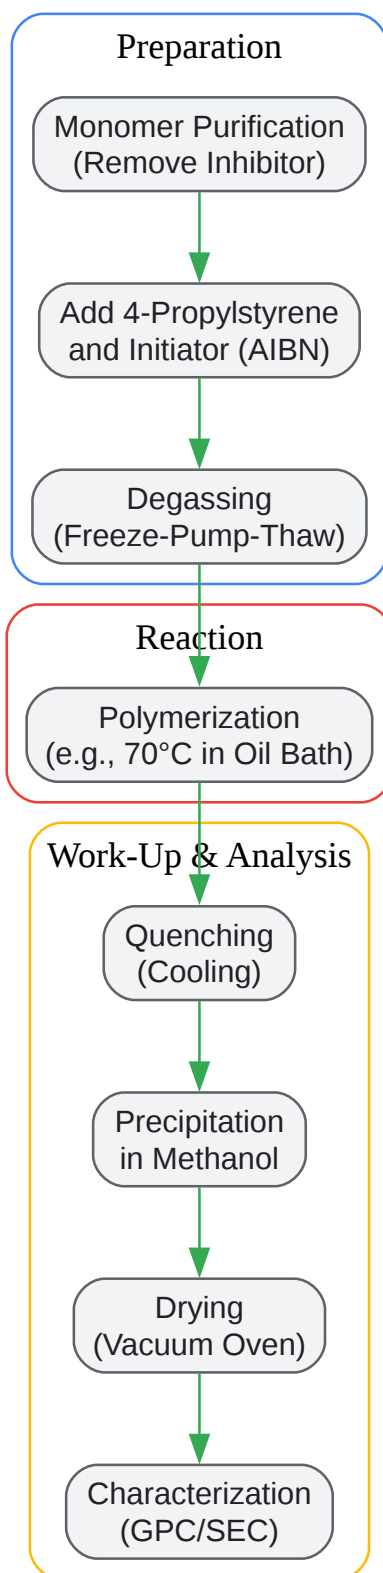 Preparation
Monomer Purification
(Remove Inhibitor)
Add 4-Propylstyrene
and Initiator (AIBN)
Degassing
(Freeze-Pump-Thaw)
Reaction
Polymerization
(e.g., 70°C in Oil Bath)
Work-Up & Analysis
Quenching
(Cooling)
Precipitation
in Methanol
Drying
(Vacuum Oven)
Characterization
(GPC/SEC)